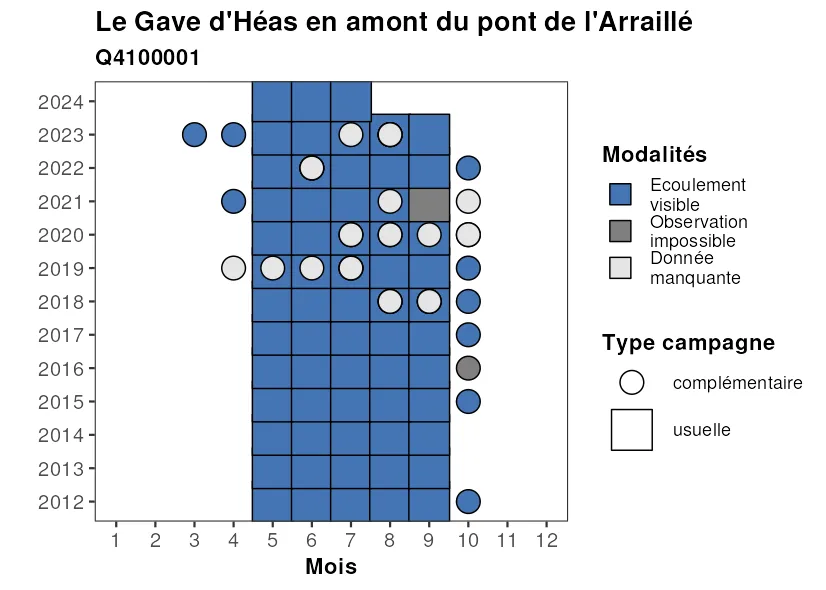 Le Gave d'Héas en amont du pont de l'Arraillé
Q4100001
2024
2023
2022
2021
2020
2019
2018
2017
2016
2015
2014
2013
2012
1 2 3 4 5 6 7 8 9 10 11 12
Mois
Modalités
Ecoulement
visible
Observation
impossible
Donnée
manquante
Type campagne
complémentaire
usuelle